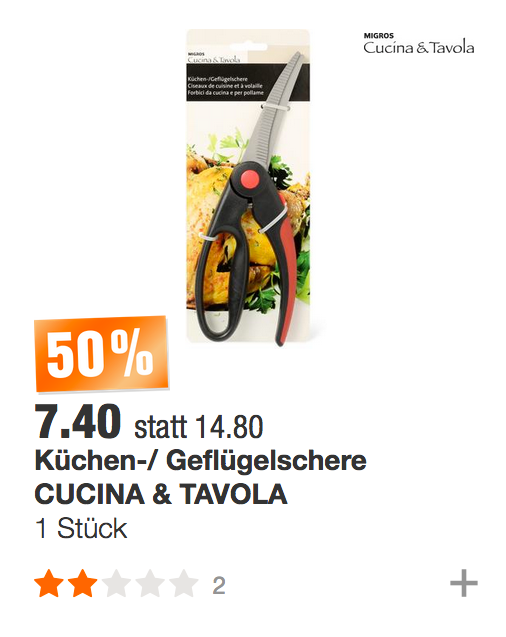 MIGROS
Cucina & Tavola
MIGROS
Cucina & Tavola
Küchen-/Geflügelschere
Ciseaux de cuisine et à volaille
Forbici da cucina e per pollame
50%
7.40 statt 14.80
Küchen-/ Geflügelschere
CUCINA & TAVOLA
1 Stück
2
+